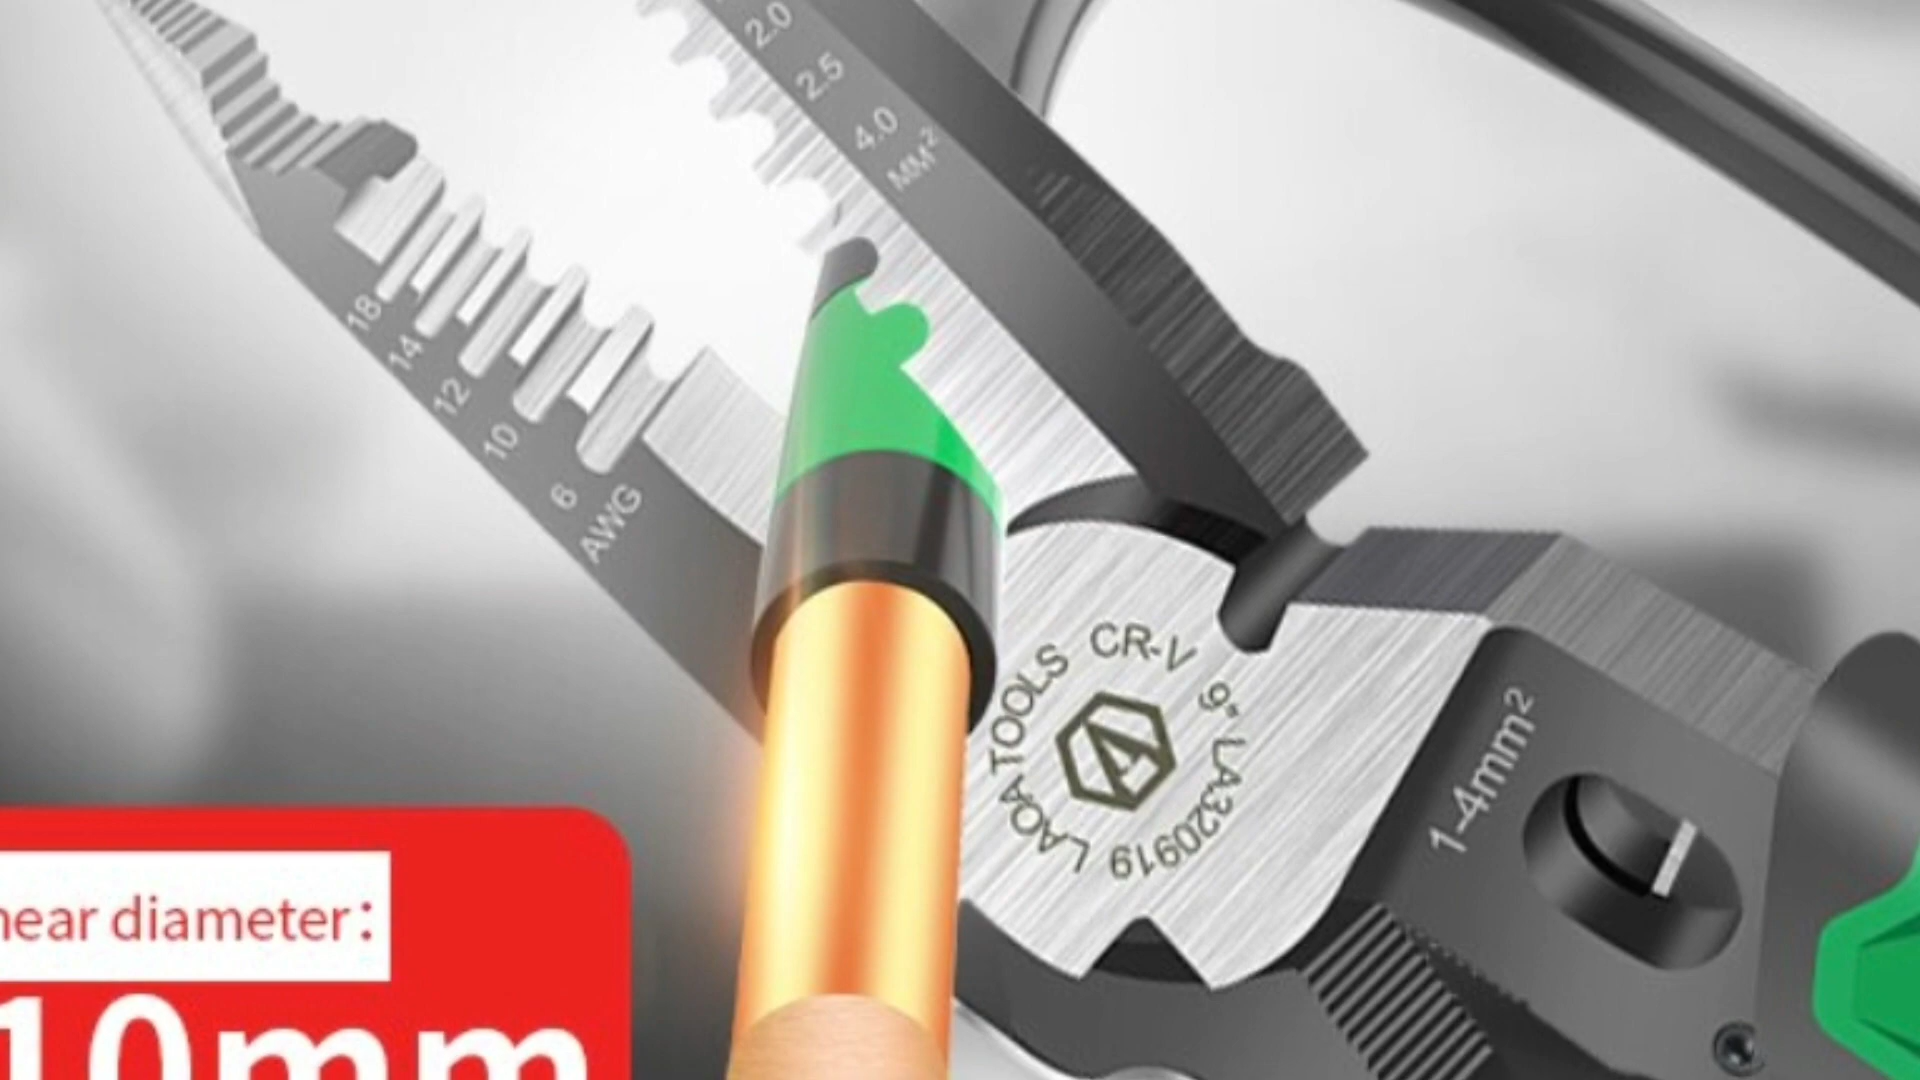 2.0
2.5
4.0
MM²
18
14
12
10
6
AWG
LAOA TOOLS CR-V 9" LA320919
1-4mm²
near diameter:
10mm